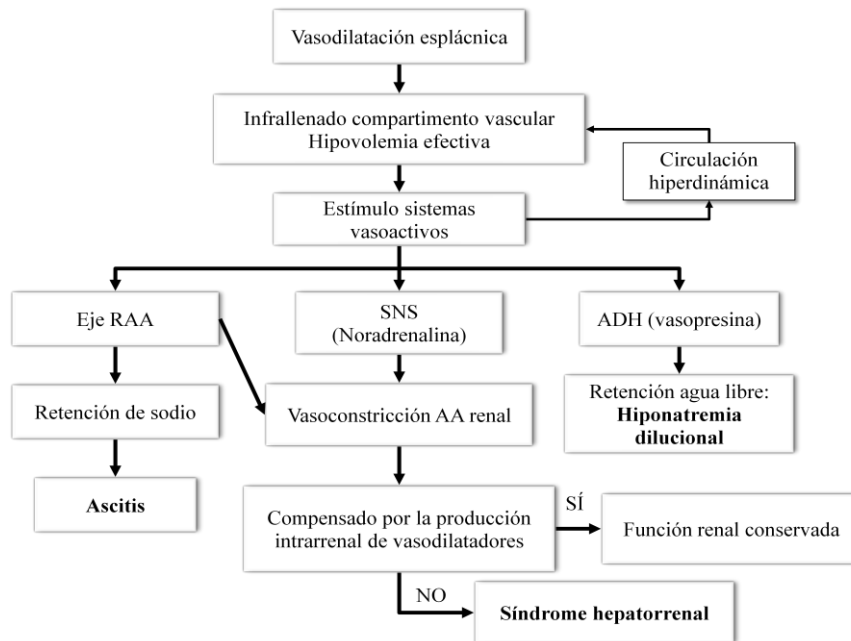 Vasodilatación esplácnica
Infrallenado compartimento vascular
Hipovolemia efectiva
Circulación
hiperdinámica
Estímulo sistemas
vasoactivos
Eje RAA
SNS
(Noradrenalina)
ADH (vasopresina)
Retención de sodio
Vasoconstricción AA renal
Retención agua libre:
Hiponatremia
dilucional
Ascitis
Compensado por la producción
intrarrenal de vasodilatadores
SÍ
Función renal conservada
NO
Síndrome hepatorrenal